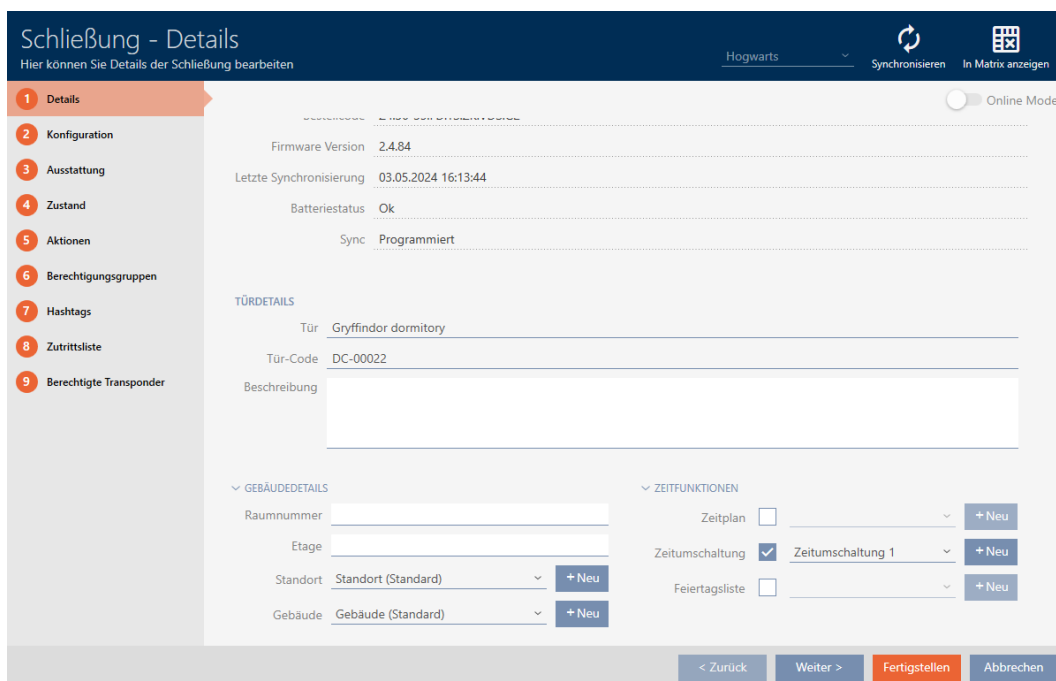 Schließung - Details
Hier können Sie Details der Schließung bearbeiten
Hogwarts
Synchronisieren
In Matrix anzeigen
1 Details
Online Mode
2 Konfiguration
3 Ausstattung
4 Zustand
5 Aktionen
6 Berechtigungsgruppen
7 Hashtags
8 Zutrittsliste
9 Berechtigte Transponder
Firmware Version 2.4.84
Letzte Synchronisierung 03.05.2024 16:13:44
Batteriestatus Ok
Sync Programmiert
TÜRDETAILS
Tür Gryffindor dormitory
Tür-Code DC-00022
Beschreibung
GEBÄUDEDETAILS
Raumnummer
Etage
Standort Standort (Standard) +Neu
Gebäude Gebäude (Standard) +Neu
ZEITFUNKTIONEN
Zeitplan +Neu
Zeitumschaltung Zeitumschaltung 1 +Neu
Feiertagsliste +Neu
< Zurück Weiter > Fertigstellen Abbrechen